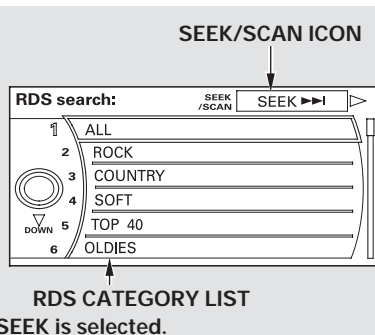 SEEK/SCAN ICON
RDS search: SEEK /SCAN SEEK ▶▶I
1 ALL
2 ROCK
3 COUNTRY
4 SOFT
DOWN 5 TOP 40
6 OLDIES
RDS CATEGORY LIST
SEEK is selected.